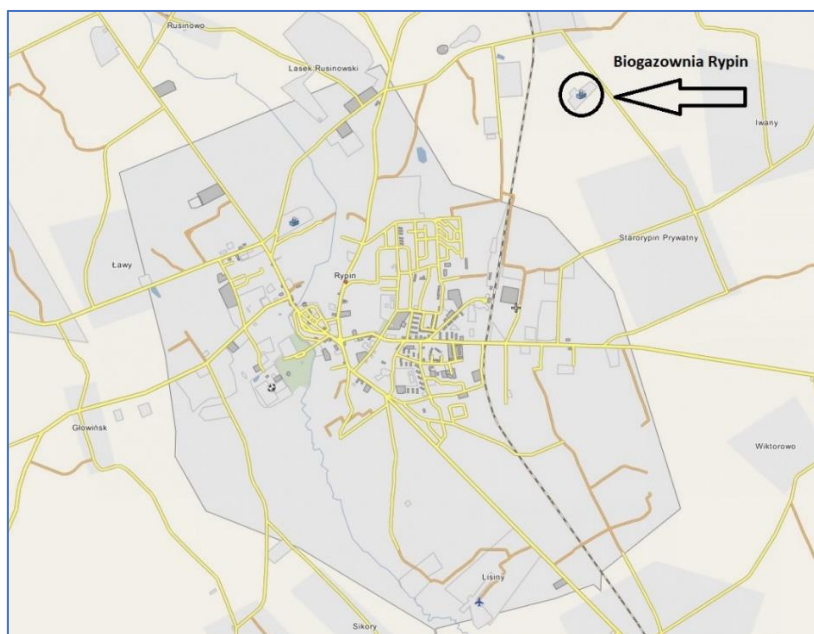 Rusinowo
Lasek Rusinowski
Biogazownia Rypin
Iwany
Starorypin Prywatny
Ławy
Rypin
Głowińsk
Wiktorowo
Lisiny
Sikory